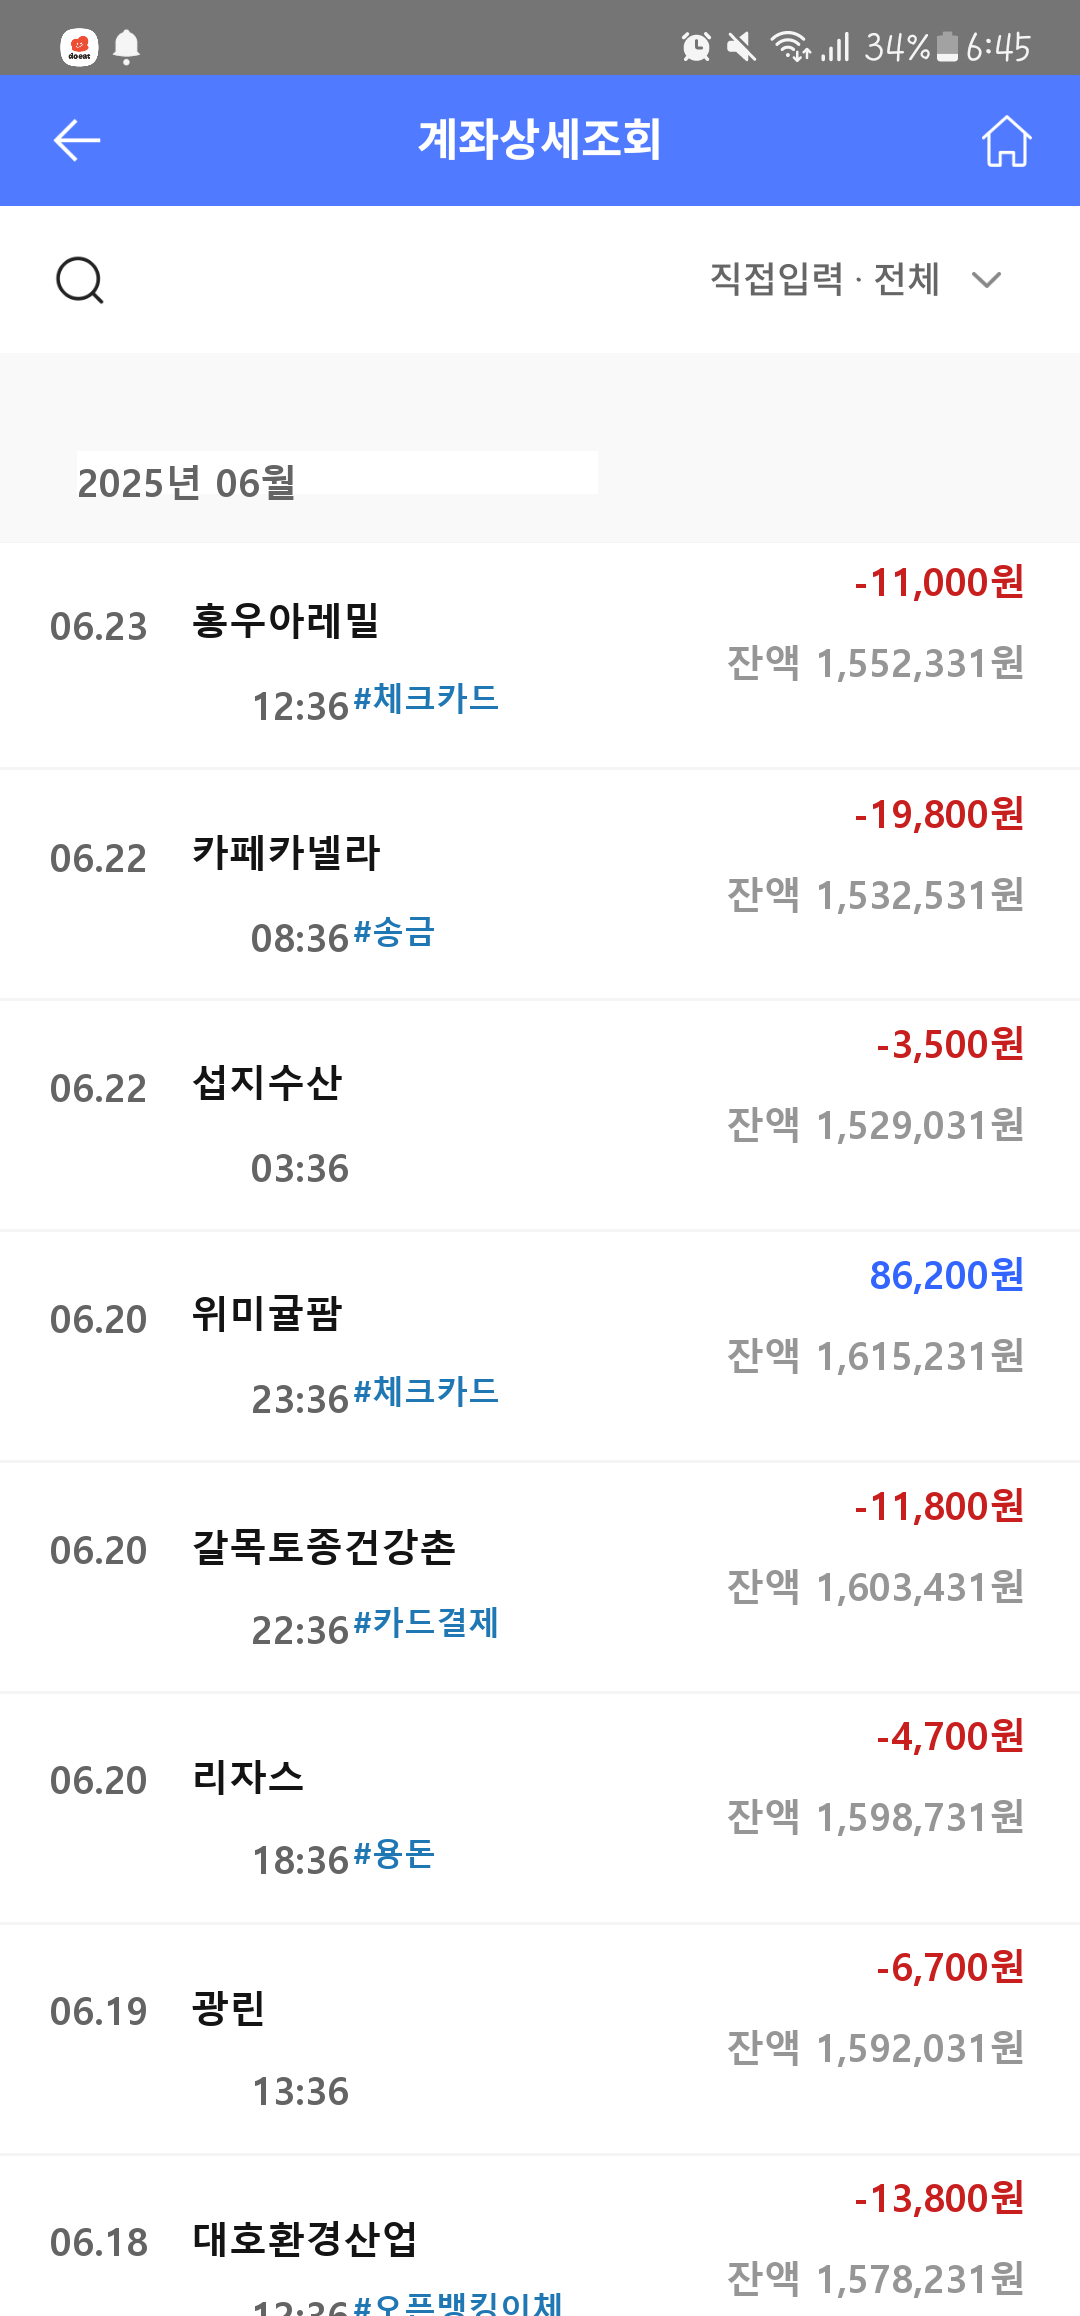 doeat
34% 6:45
계좌상세조회
직접입력 · 전체
2025년 06월
-11,000원
06.23 홍우아레밀
잔액 1,552,331원
12:36 #체크카드
-19,800원
06.22 카페카넬라
잔액 1,532,531원
08:36 #송금
-3,500원
06.22 섭지수산
잔액 1,529,031원
03:36
86,200원
06.20 위미귤팜
잔액 1,615,231원
23:36 #체크카드
-11,800원
06.20 갈목토종건강촌
잔액 1,603,431원
22:36 #카드결제
-4,700원
06.20 리자스
잔액 1,598,731원
18:36 #용돈
-6,700원
06.19 광린
잔액 1,592,031원
13:36
-13,800원
06.18 대호환경산업
잔액 1,578,231원
12:36 #오픈뱅킹이체